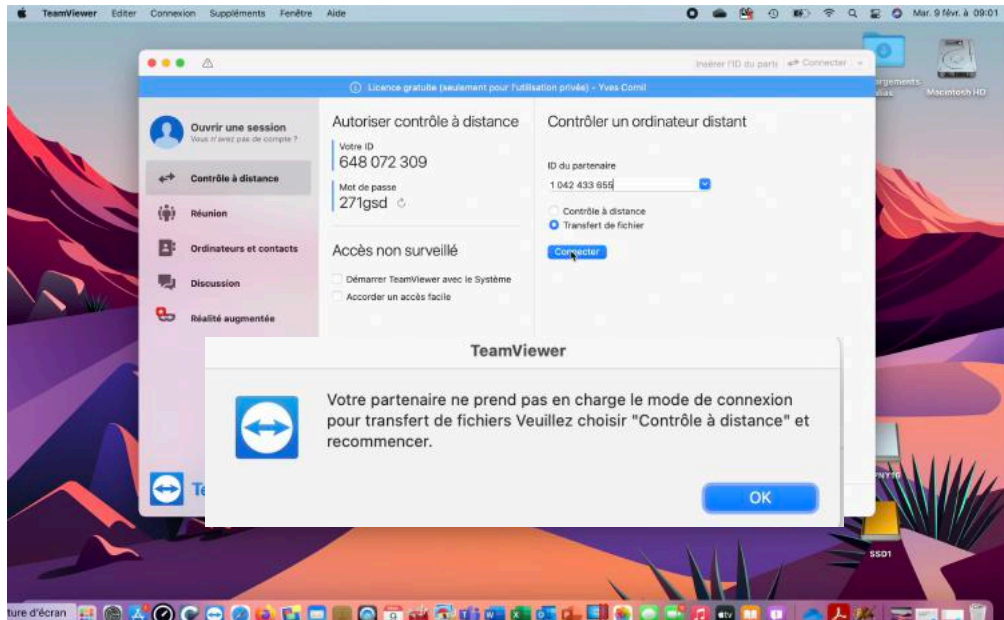 TeamViewer Editer Connexion Suppléments Fenêtre Aide
Mar. 9 févr. à 09:01
Insérer l'ID du parti
Connecter
Licence gratuite (seulement pour l'utilisation privée) - Yves Cornil
Macintosh HD
Ouvrir une session
Vous n'avez pas de compte ?
Contrôle à distance
Réunion
Ordinateurs et contacts
Discussion
Réalité augmentée
Autoriser contrôle à distance
Votre ID
648 072 309
Mot de passe
271gsd
Accès non surveillé
Démarrer TeamViewer avec le Système
Accorder un accès facile
Contrôler un ordinateur distant
ID du partenaire
1 042 433 655
Contrôle à distance
Transfert de fichier
Connecter
TeamViewer
Votre partenaire ne prend pas en charge le mode de connexion
pour transfert de fichiers Veuillez choisir "Contrôle à distance" et
recommencer.
OK
SSD1
ture d'écran